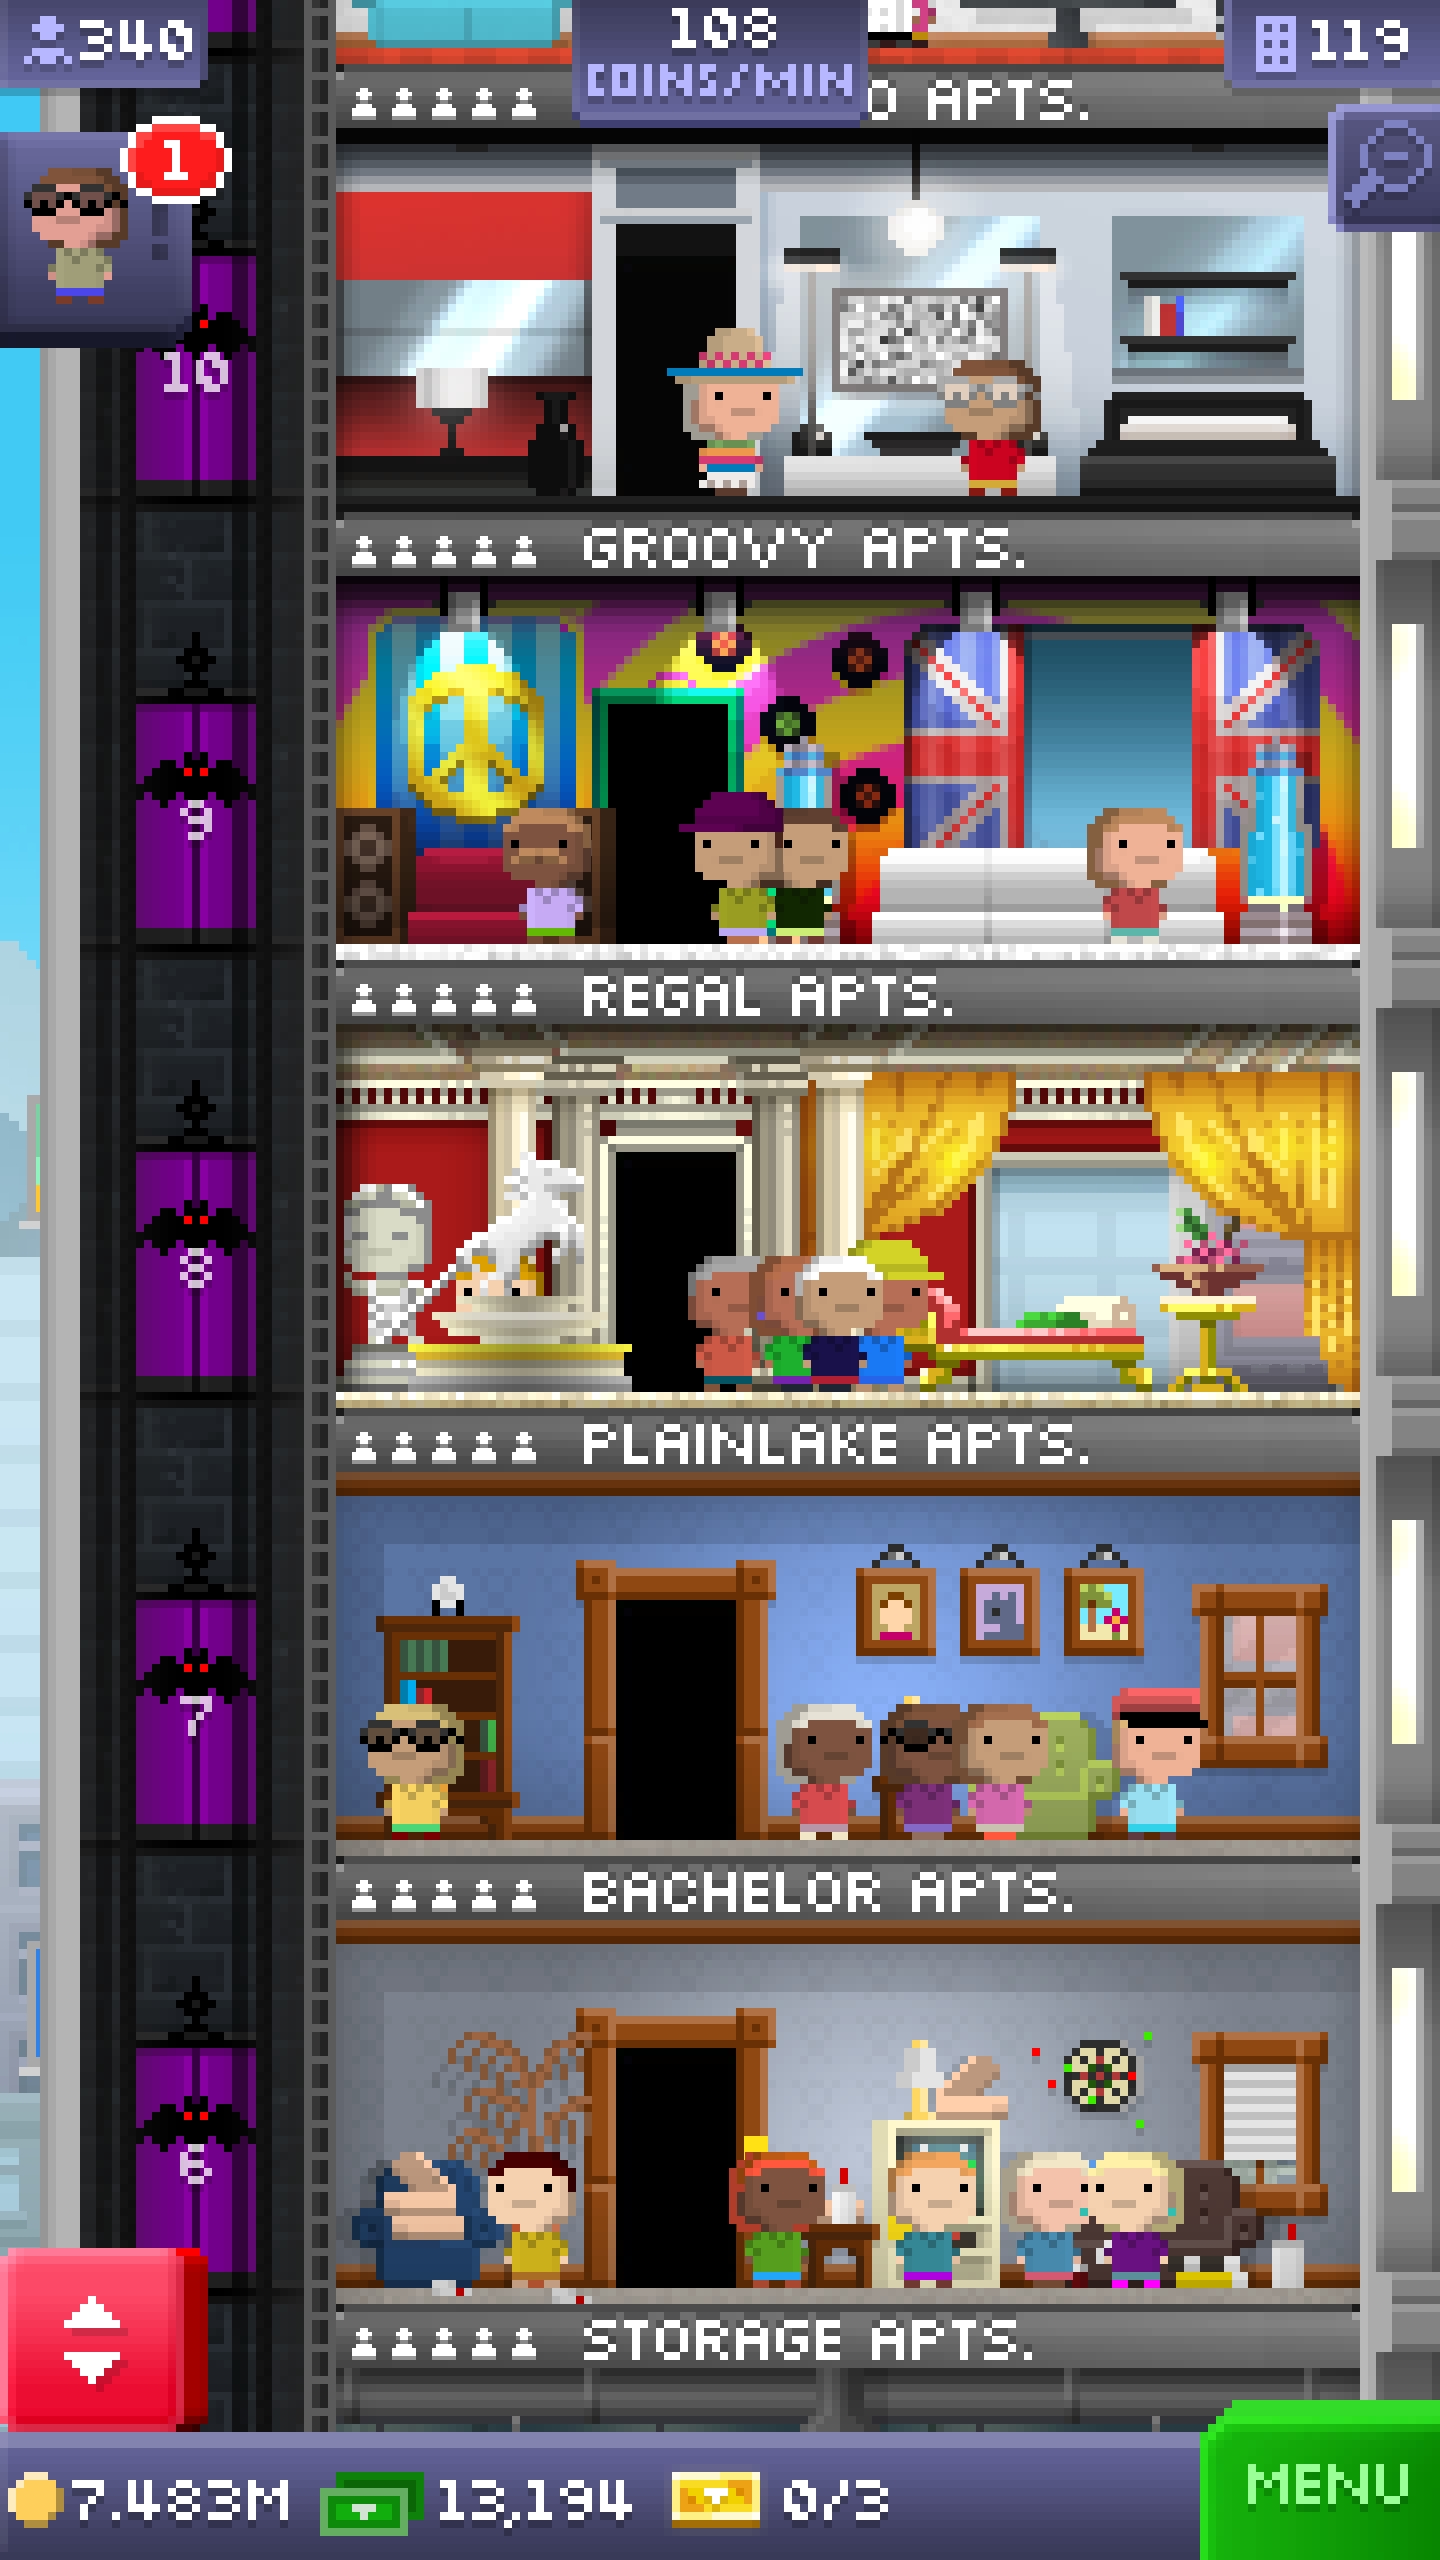 340
108
119
COINS/MIN
O APTS.
1
10
GROOVY APTS.
9
REGAL APTS.
8
PLAINLAKE APTS.
7
BACHELOR APTS.
6
STORAGE APTS.
7.483M 13,194 0/3
MENU